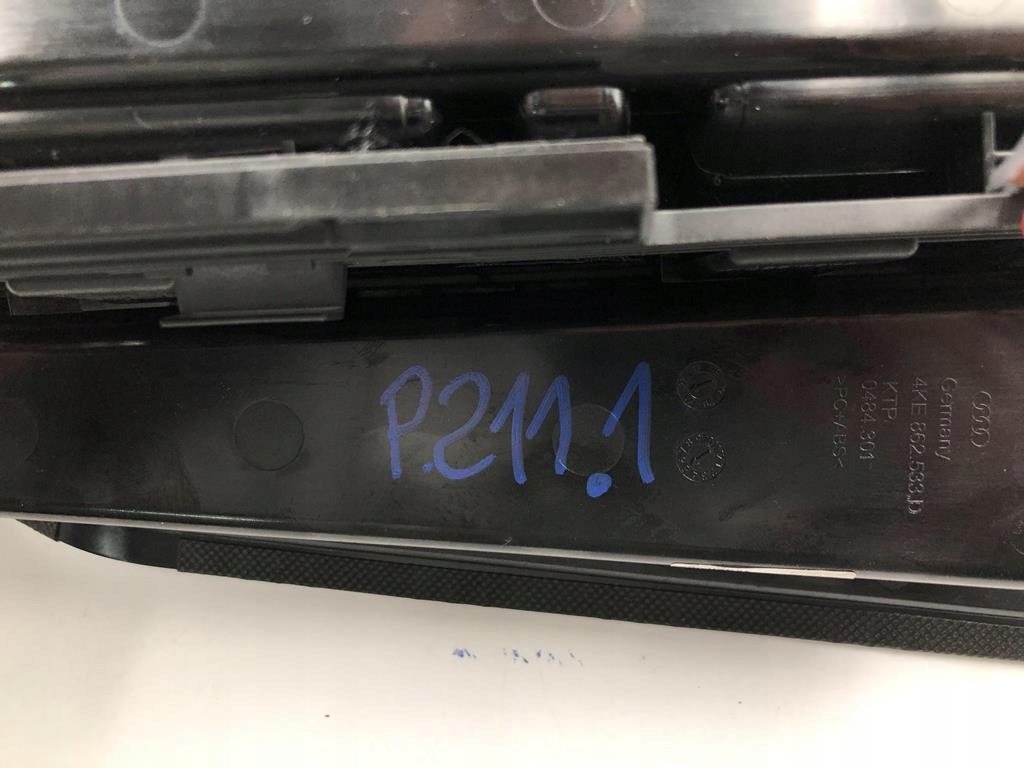 P.211.1
Germany
4KE.862.533.b
KTP.
0484.301
>PC+ABS<